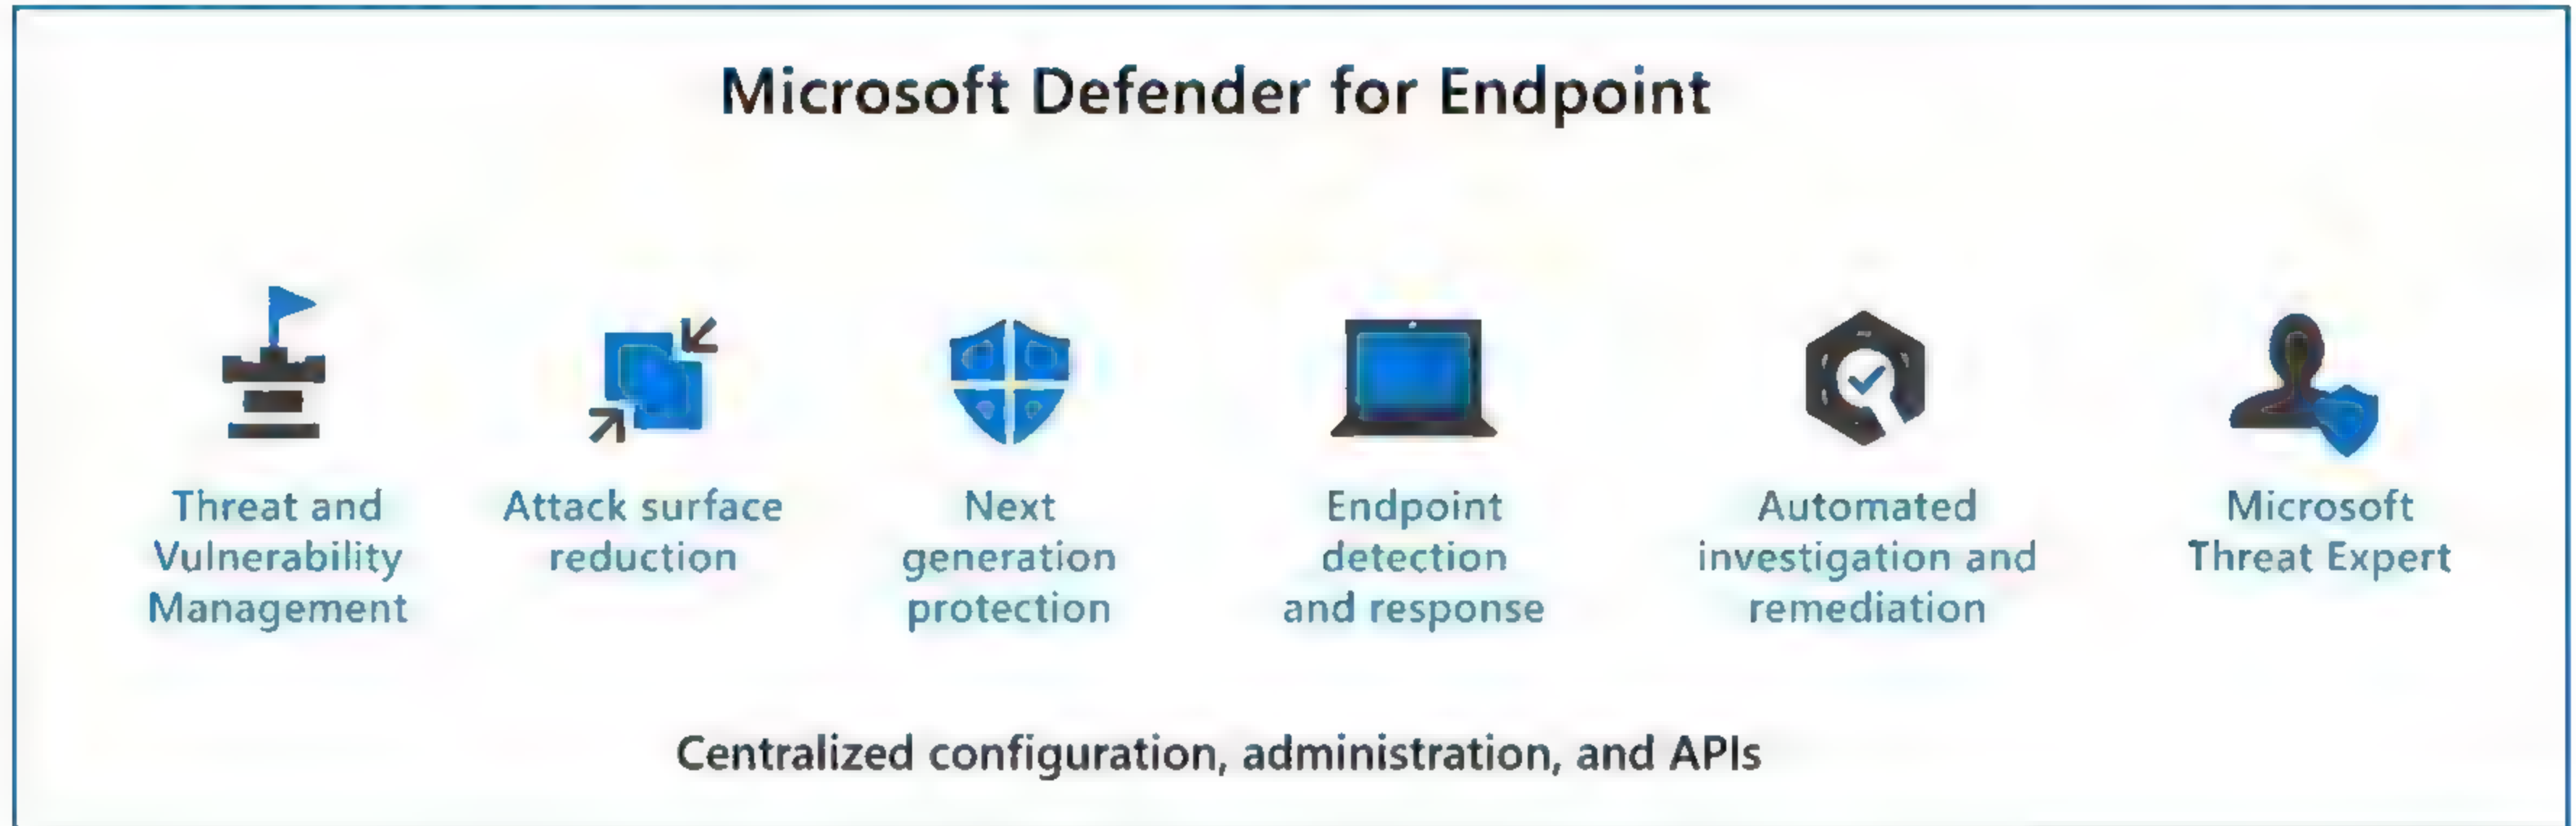 Microsoft Defender for Endpoint
Threat and
Vulnerability
Management
Attack surface
reduction
Next
generation
protection
Endpoint
detection
and response
Automated
investigation and
remediation
Microsoft
Threat Expert
Centralized configuration, administration, and APIs